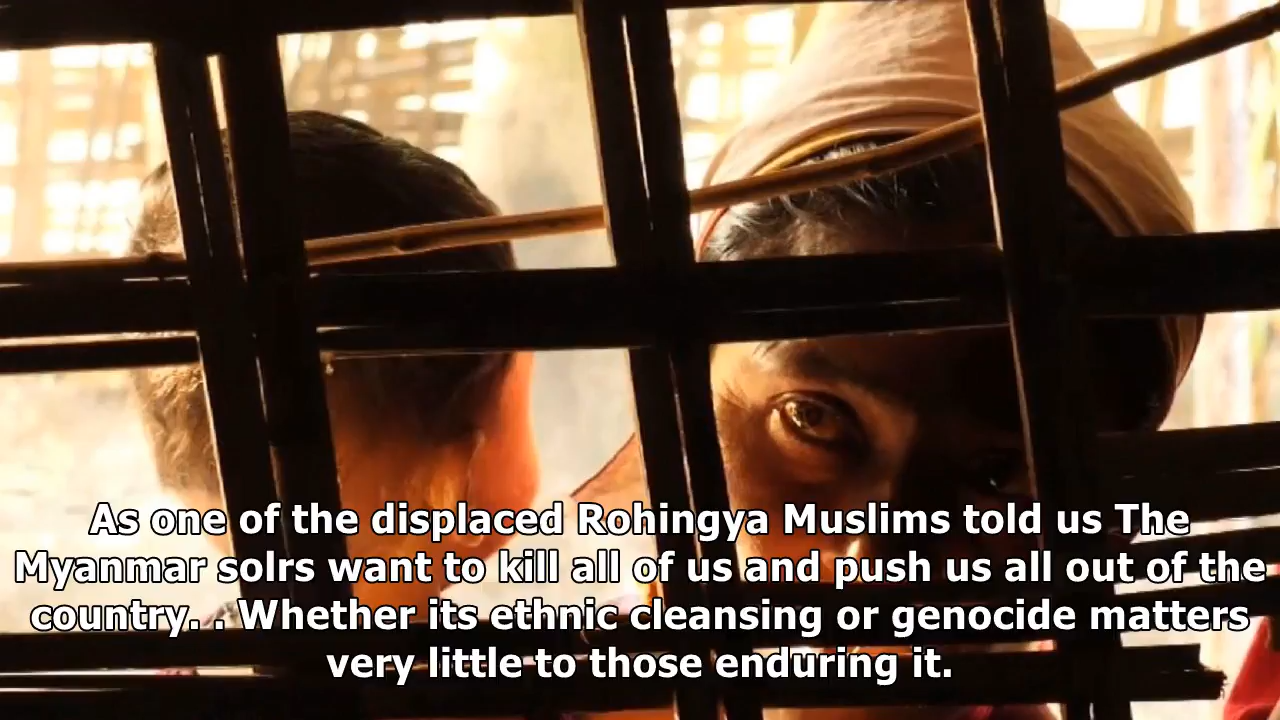 As one of the displaced Rohingya Muslims told us The
Myanmar solrs want to kill all of us and push us all out of the
country. . Whether its ethnic cleansing or genocide matters
very little to those enduring it.